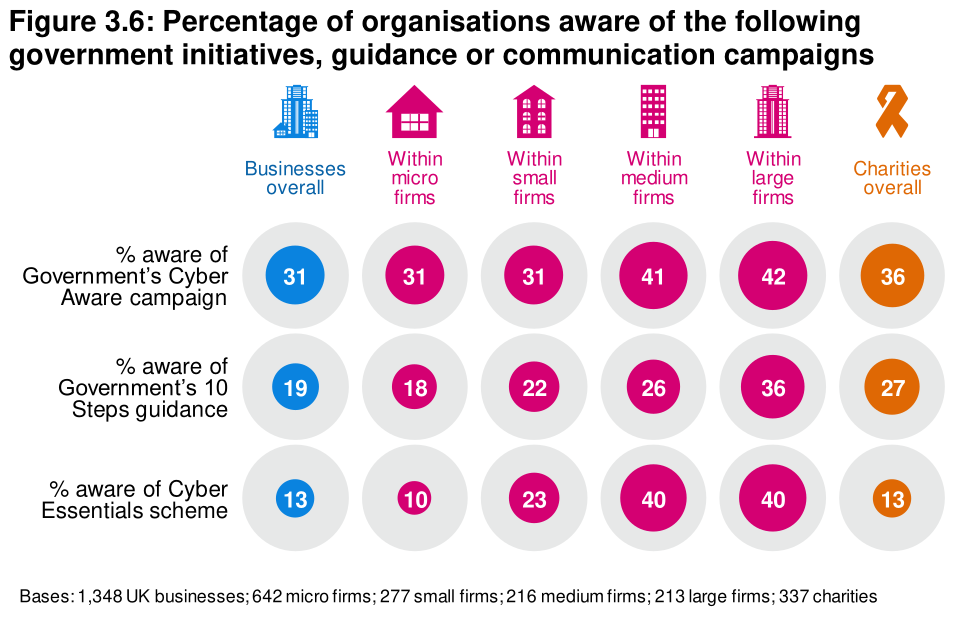 Figure 3.6: Percentage of organisations aware of the following
government initiatives, guidance or communication campaigns
Businesses
overall
Within
micro
firms
Within
small
firms
Within
medium
firms
Within
large
firms
Charities
overall
% aware of
Government’s Cyber
Aware campaign
31 31 31 41 42 36
% aware of
Government’s 10
Steps guidance
19 18 22 26 36 27
% aware of Cyber
Essentials scheme
13 10 23 40 40 13
Bases: 1,348 UK businesses; 642 micro firms; 277 small firms; 216 medium firms; 213 large firms; 337 charities